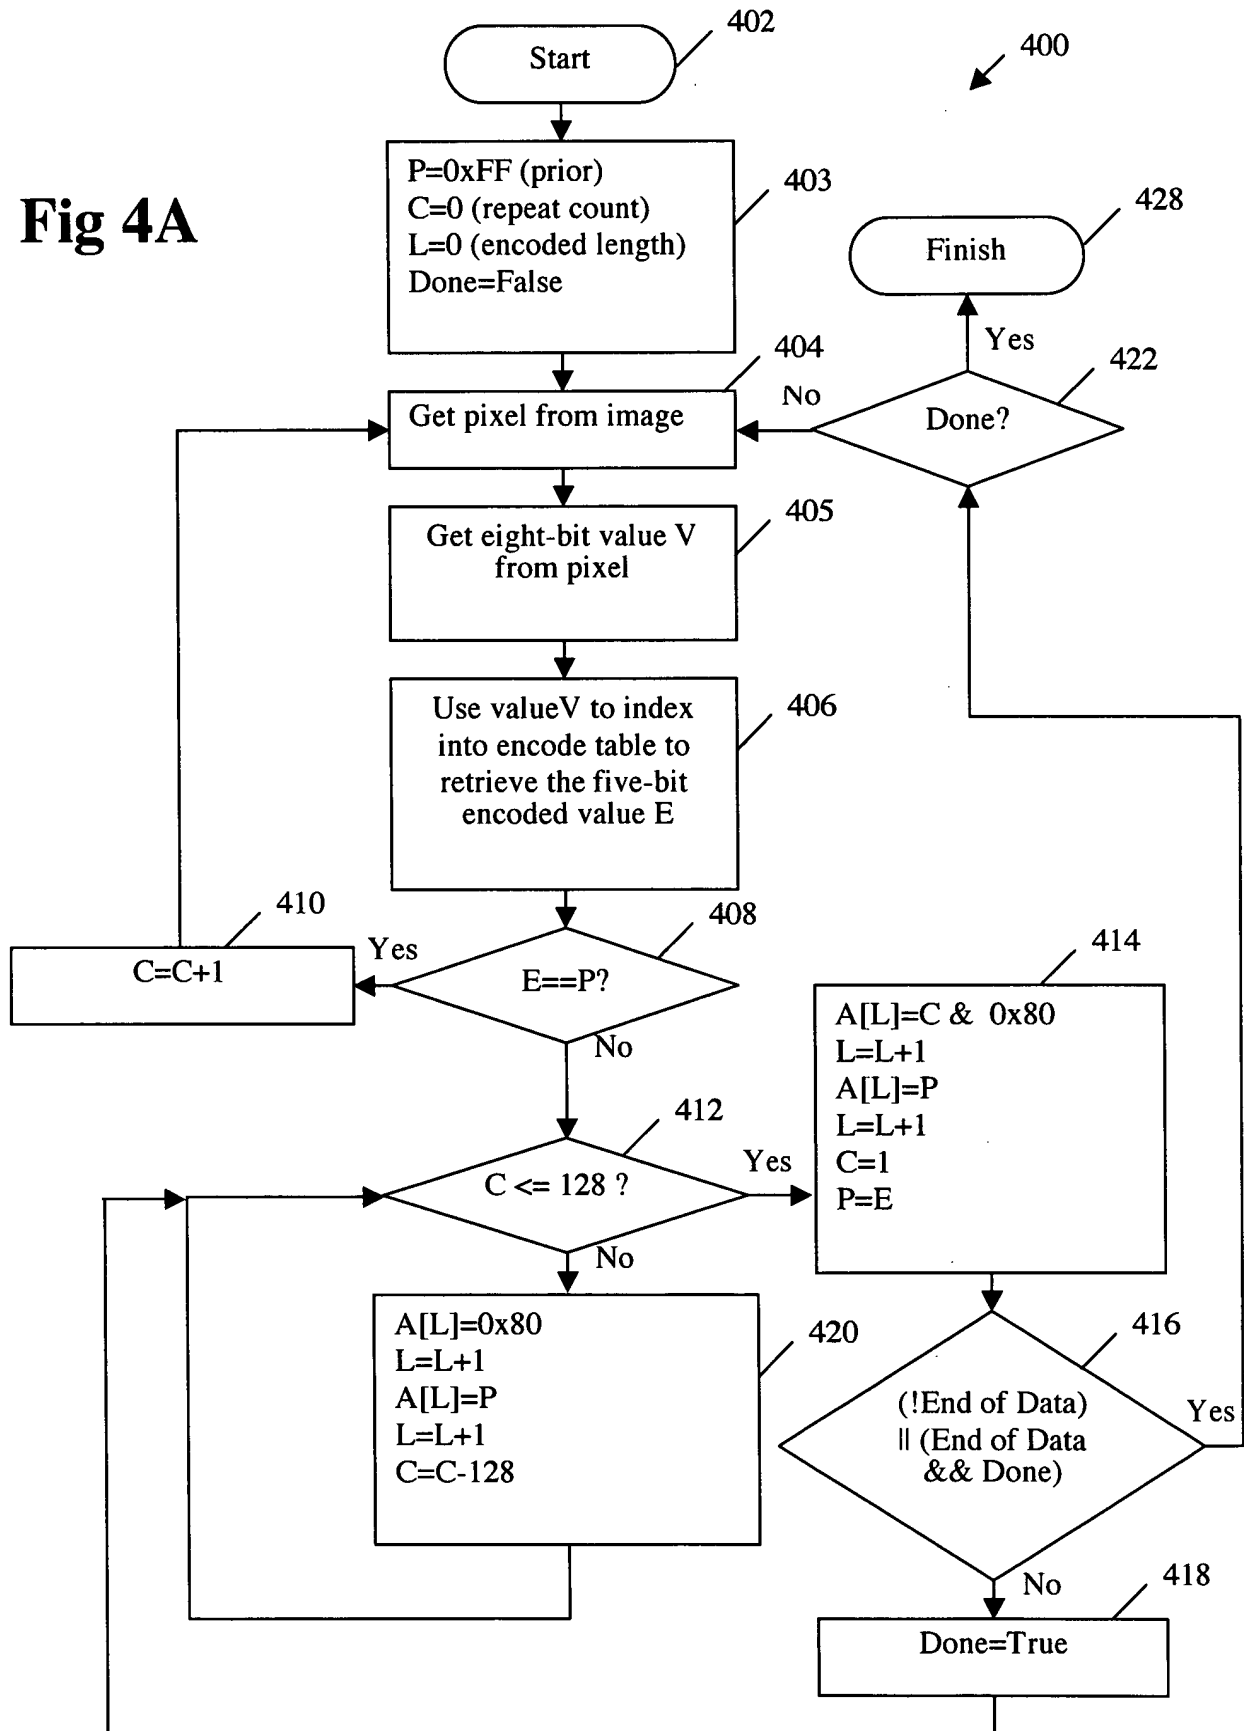 Fig 4A
400
Start
402
P=0xFF (prior)
C=0 (repeat count)
L=0 (encoded length)
Done=False
403
Finish
428
Yes
Done?
422
No
Get pixel from image
404
Get eight-bit value V
from pixel
405
Use valueV to index
into encode table to
retrieve the five-bit
encoded value E
406
E==P?
408
Yes
C=C+1
410
No
C <= 128 ?
412
Yes
A[L]=C & 0x80
L=L+1
A[L]=P
L=L+1
C=1
P=E
414
No
A[L]=0x80
L=L+1
A[L]=P
L=L+1
C=C-128
420
(!End of Data)
|| (End of Data
&& Done)
416
Yes
No
Done=True
418